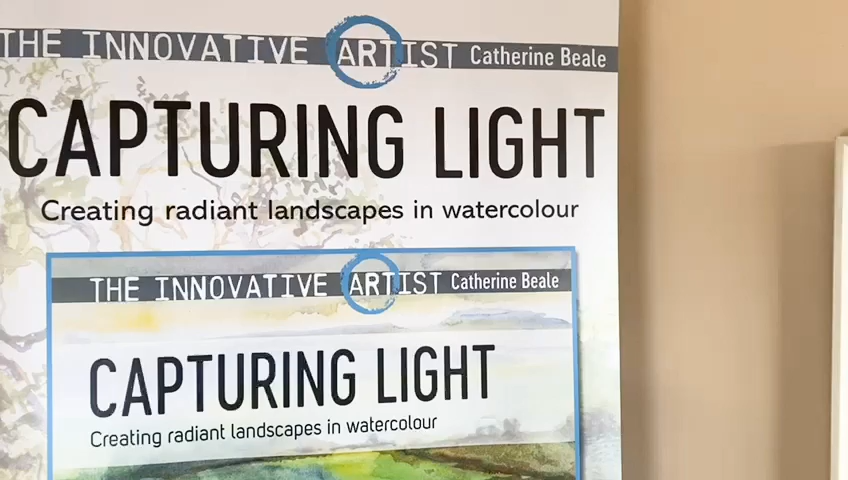 THE INNOVATIVE ARTIST Catherine Beale
CAPTURING LIGHT
Creating radiant landscapes in watercolour
THE INNOVATIVE ARTIST Catherine Beale
CAPTURING LIGHT
Creating radiant landscapes in watercolour